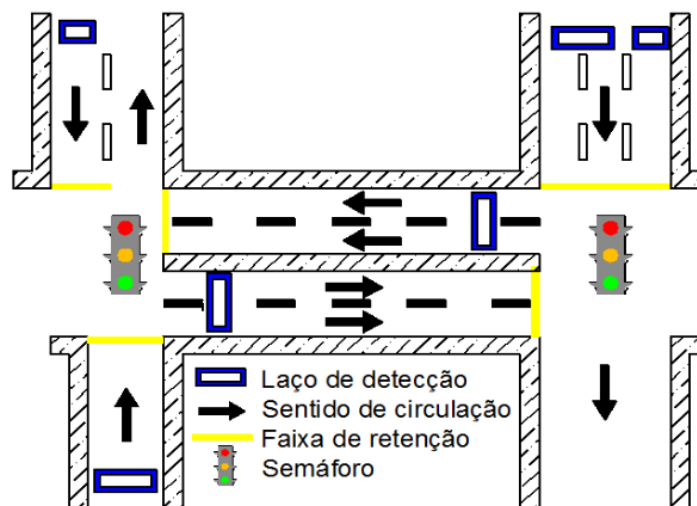 Laço de detecção
Sentido de circulação
Faixa de retenção
Semáforo